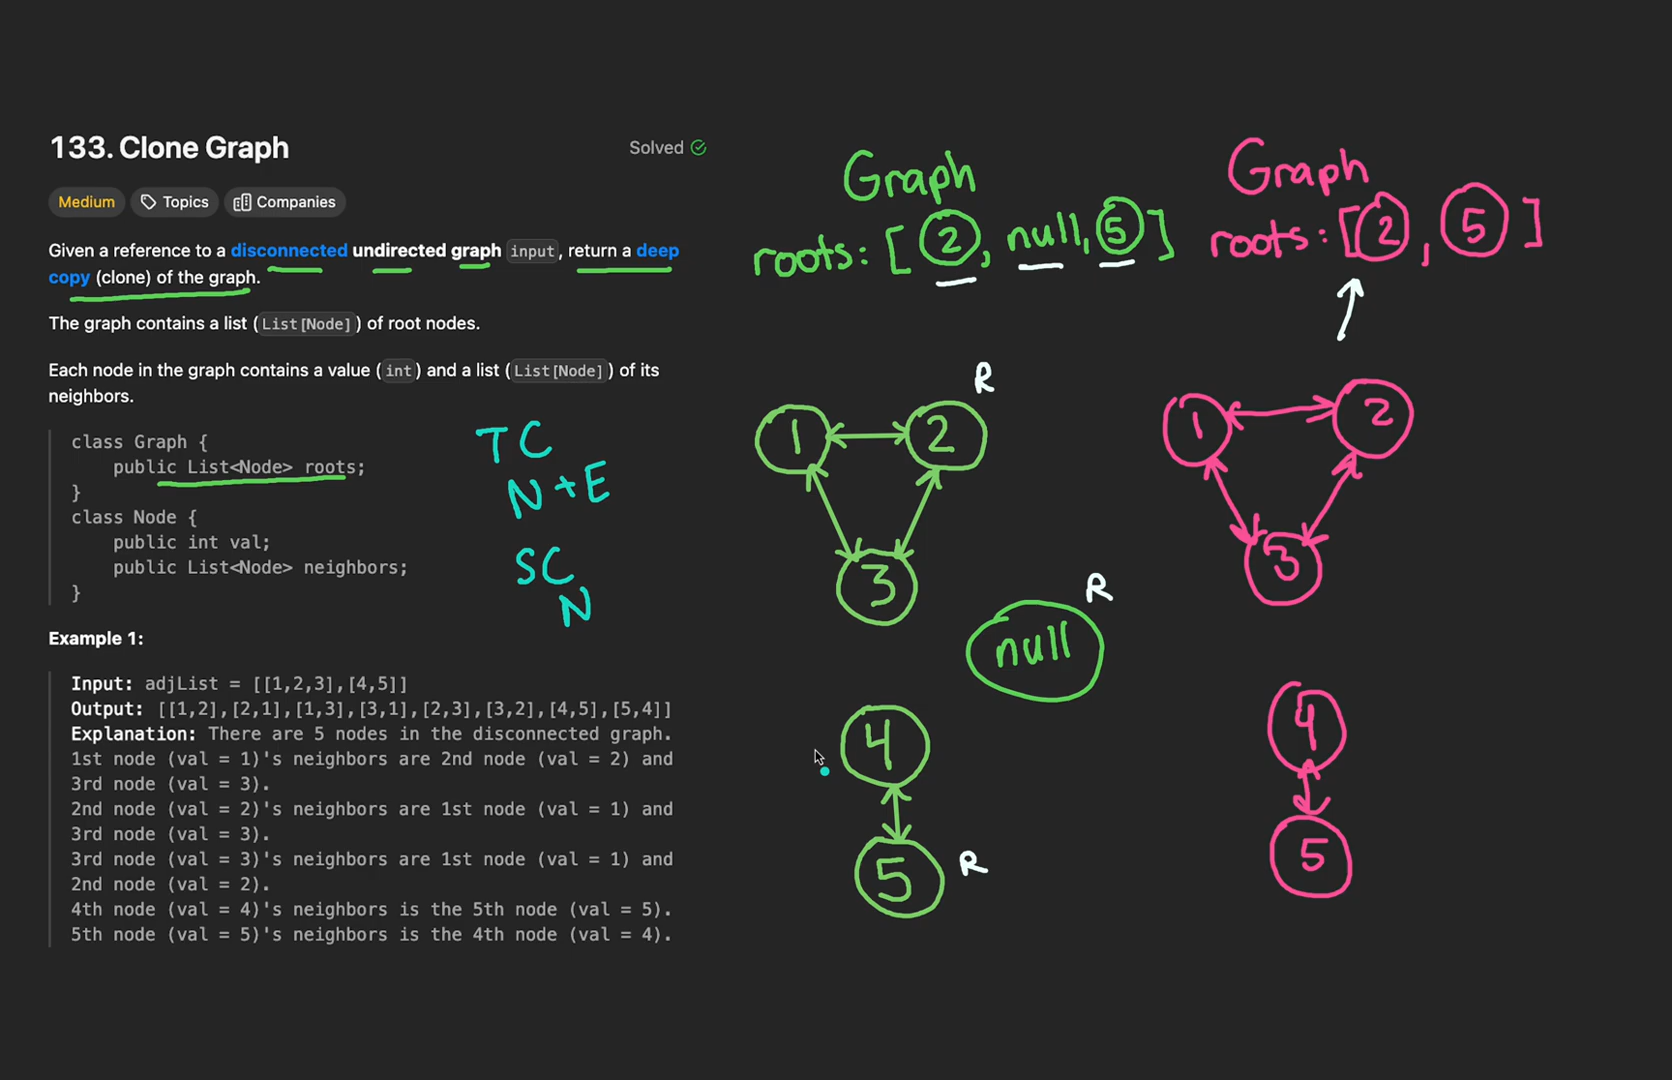 133. Clone Graph
Solved
Medium
Topics
Companies
Given a reference to a disconnected undirected graph input, return a deep
copy (clone) of the graph.
The graph contains a list (List[Node]) of root nodes.
Each node in the graph contains a value (int) and a list (List[Node]) of its
neighbors.
class Graph {
public List<Node> roots;
}
class Node {
public int val;
public List<Node> neighbors;
}
TC
N+E
SC
N
Example 1:
Input: adjList = [[1,2,3],[4,5]]
Output: [[1,2],[2,1],[1,3],[3,1],[2,3],[3,2],[4,5],[5,4]]
Explanation: There are 5 nodes in the disconnected graph.
1st node (val = 1)'s neighbors are 2nd node (val = 2) and
3rd node (val = 3).
2nd node (val = 2)'s neighbors are 1st node (val = 1) and
3rd node (val = 3).
3rd node (val = 3)'s neighbors are 1st node (val = 1) and
2nd node (val = 2).
4th node (val = 4)'s neighbors is the 5th node (val = 5).
5th node (val = 5)'s neighbors is the 4th node (val = 4).
Graph
roots: [2, null, 5]
R
1
2
3
R
null
4
5
R
Graph
roots: [2, 5]
1
2
3
4
5